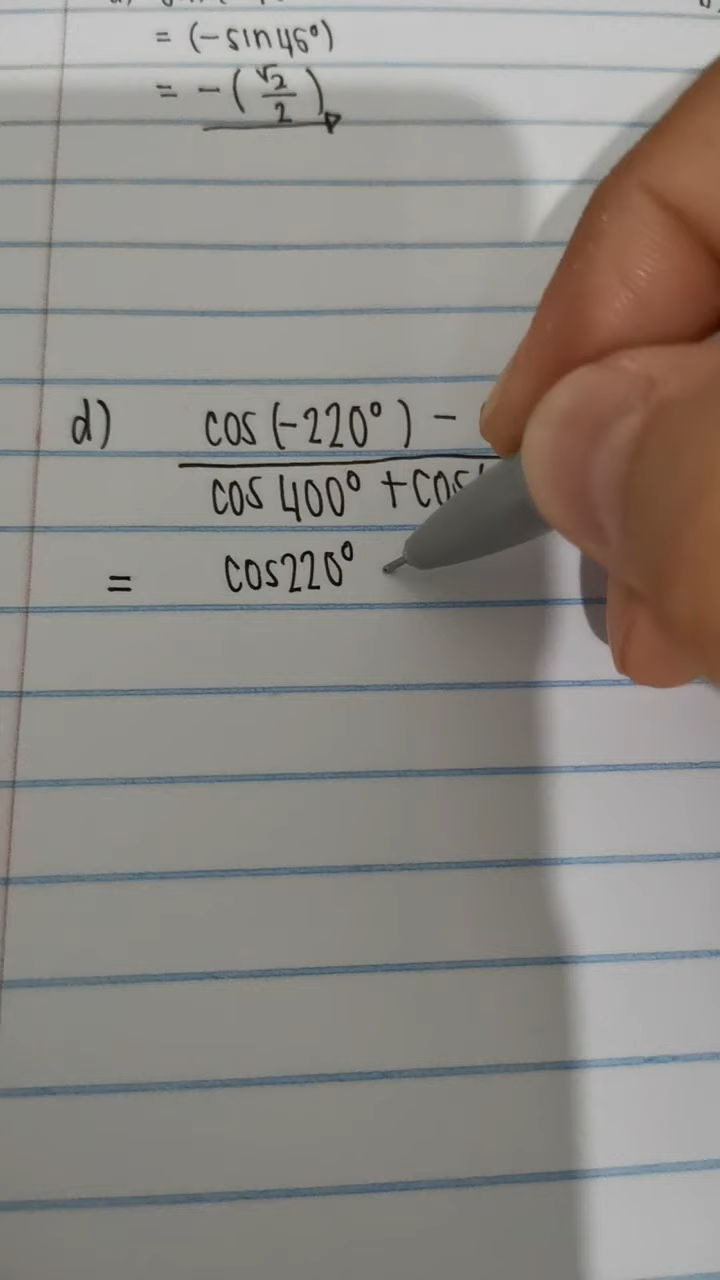 = (-sin45°)
= -(√2/2)
d) cos(-220°) -
cos 400° + cos
= cos220°